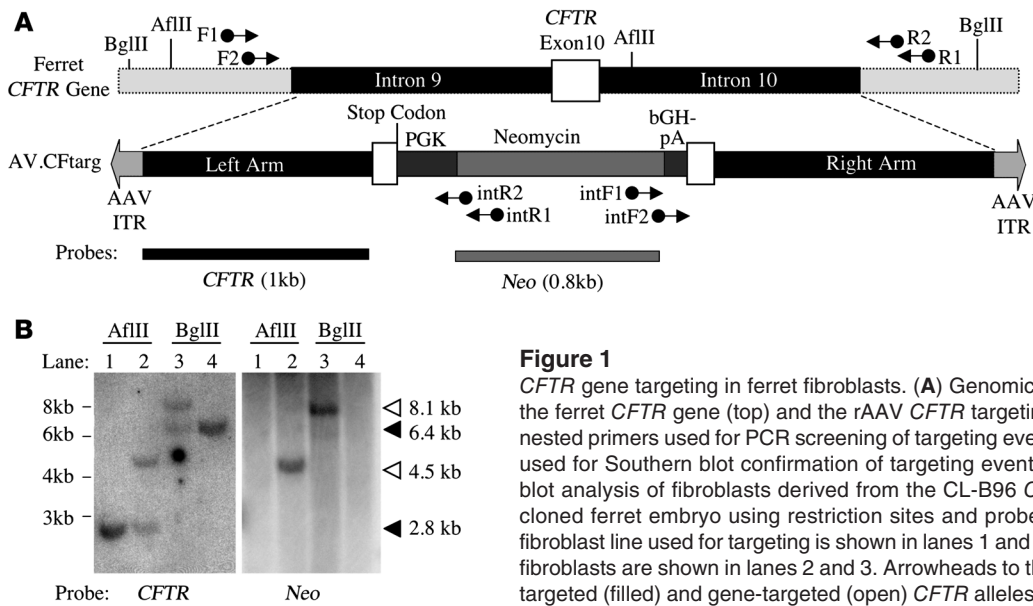 A
CFTR
Exon10
BglII
AflII
F1
F2
AflII
R2
R1
BglII
Ferret
CFTR Gene
Intron 9
Intron 10
Stop Codon
PGK
Neomycin
bGH-
pA
AV.CFtarg
Left Arm
Right Arm
AAV
ITR
intR2
intR1
intF1
intF2
AAV
ITR
Probes:
CFTR (1kb)
Neo (0.8kb)
B
AflII BglII AflII BglII
Lane: 1 2 3 4 1 2 3 4
8kb
6kb
4kb
3kb
8.1 kb
6.4 kb
4.5 kb
2.8 kb
Probe: CFTR Neo
Figure 1
CFTR gene targeting in ferret fibroblasts. (A) Genomic
the ferret CFTR gene (top) and the rAAV CFTR targetin
nested primers used for PCR screening of targeting eve
used for Southern blot confirmation of targeting event
blot analysis of fibroblasts derived from the CL-B96 C
cloned ferret embryo using restriction sites and probe
fibroblast line used for targeting is shown in lanes 1 and
fibroblasts are shown in lanes 2 and 3. Arrowheads to th
targeted (filled) and gene-targeted (open) CFTR alleles